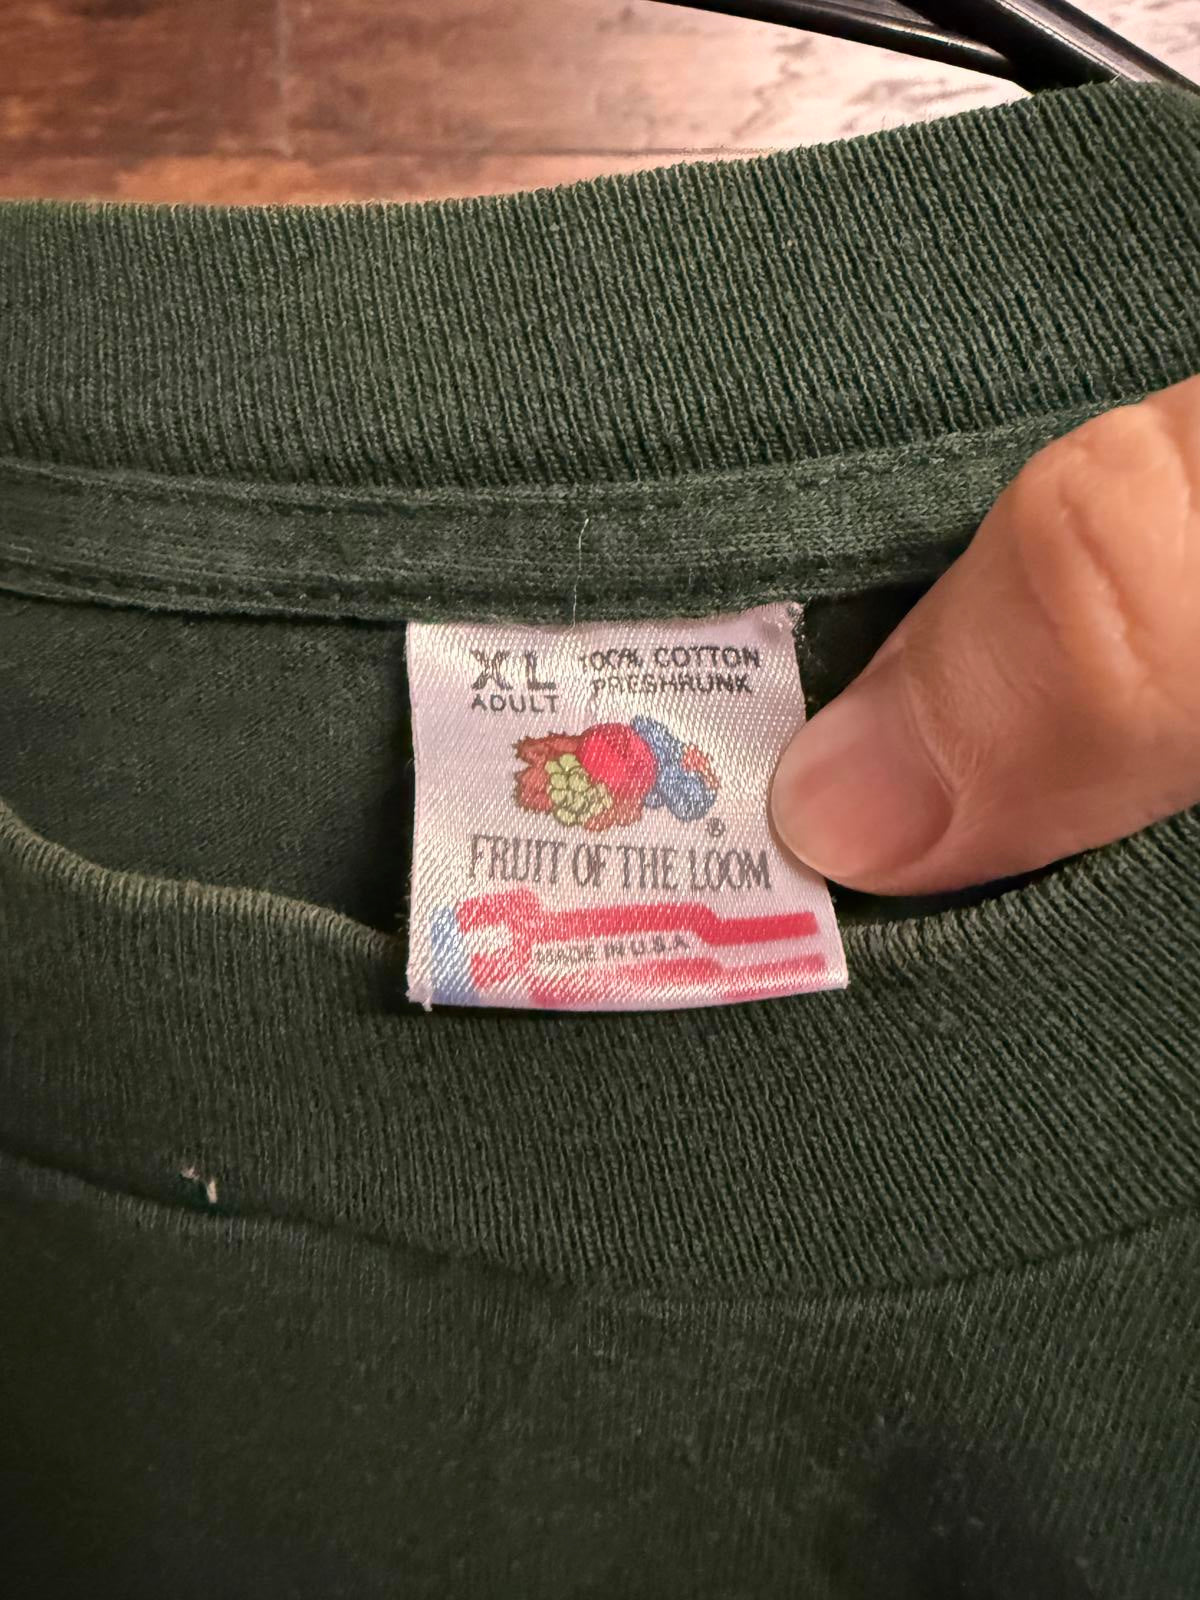 XL 100% COTTON
ADULT PRESHRUNK
®
FRUIT OF THE LOOM
MADE IN U.S.A.